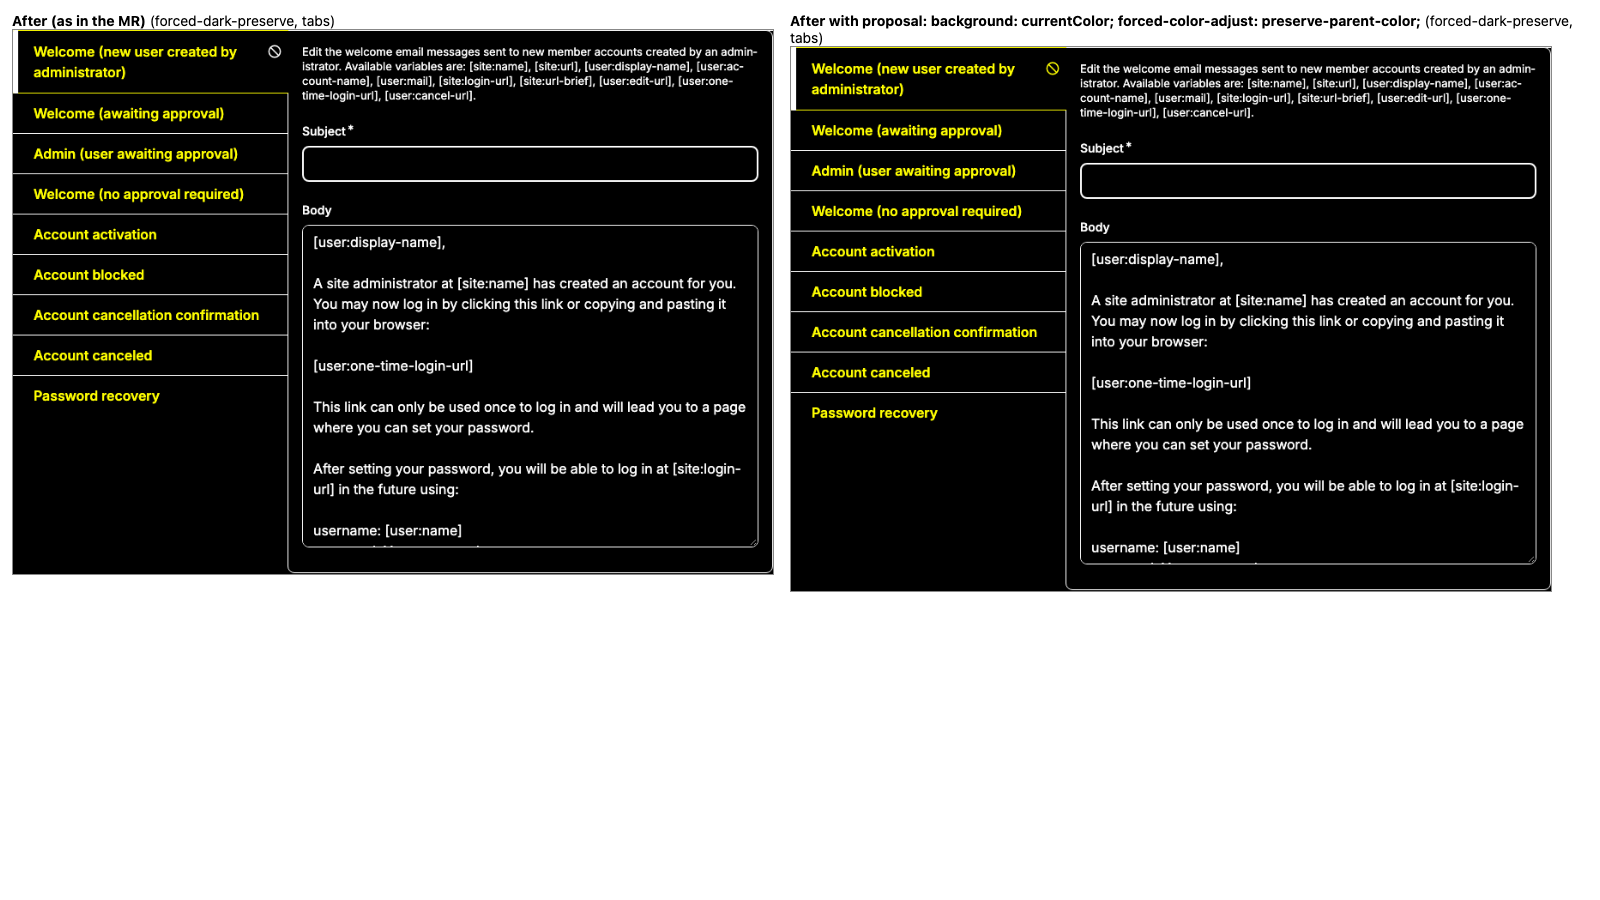 After (as in the MR) (forced-dark-preserve, tabs)
Welcome (new user created by
administrator)
Welcome (awaiting approval)
Admin (user awaiting approval)
Welcome (no approval required)
Account activation
Account blocked
Account cancellation confirmation
Account canceled
Password recovery
Edit the welcome email messages sent to new member accounts created by an admin-
istrator. Available variables are: [site:name], [site:url], [user:display-name], [user:ac-
count-name], [user:mail], [site:login-url], [site:url-brief], [user:edit-url], [user:one-
time-login-url], [user:cancel-url].
Subject*
Body
[user:display-name],
A site administrator at [site:name] has created an account for you.
You may now log in by clicking this link or copying and pasting it
into your browser:
[user:one-time-login-url]
This link can only be used once to log in and will lead you to a page
where you can set your password.
After setting your password, you will be able to log in at [site:login-
url] in the future using:
username: [user:name]
After with proposal: background: currentColor; forced-color-adjust: preserve-parent-color; (forced-dark-preserve,
tabs)
Welcome (new user created by
administrator)
Welcome (awaiting approval)
Admin (user awaiting approval)
Welcome (no approval required)
Account activation
Account blocked
Account cancellation confirmation
Account canceled
Password recovery
Edit the welcome email messages sent to new member accounts created by an admin-
istrator. Available variables are: [site:name], [site:url], [user:display-name], [user:ac-
count-name], [user:mail], [site:login-url], [site:url-brief], [user:edit-url], [user:one-
time-login-url], [user:cancel-url].
Subject*
Body
[user:display-name],
A site administrator at [site:name] has created an account for you.
You may now log in by clicking this link or copying and pasting it
into your browser:
[user:one-time-login-url]
This link can only be used once to log in and will lead you to a page
where you can set your password.
After setting your password, you will be able to log in at [site:login-
url] in the future using:
username: [user:name]